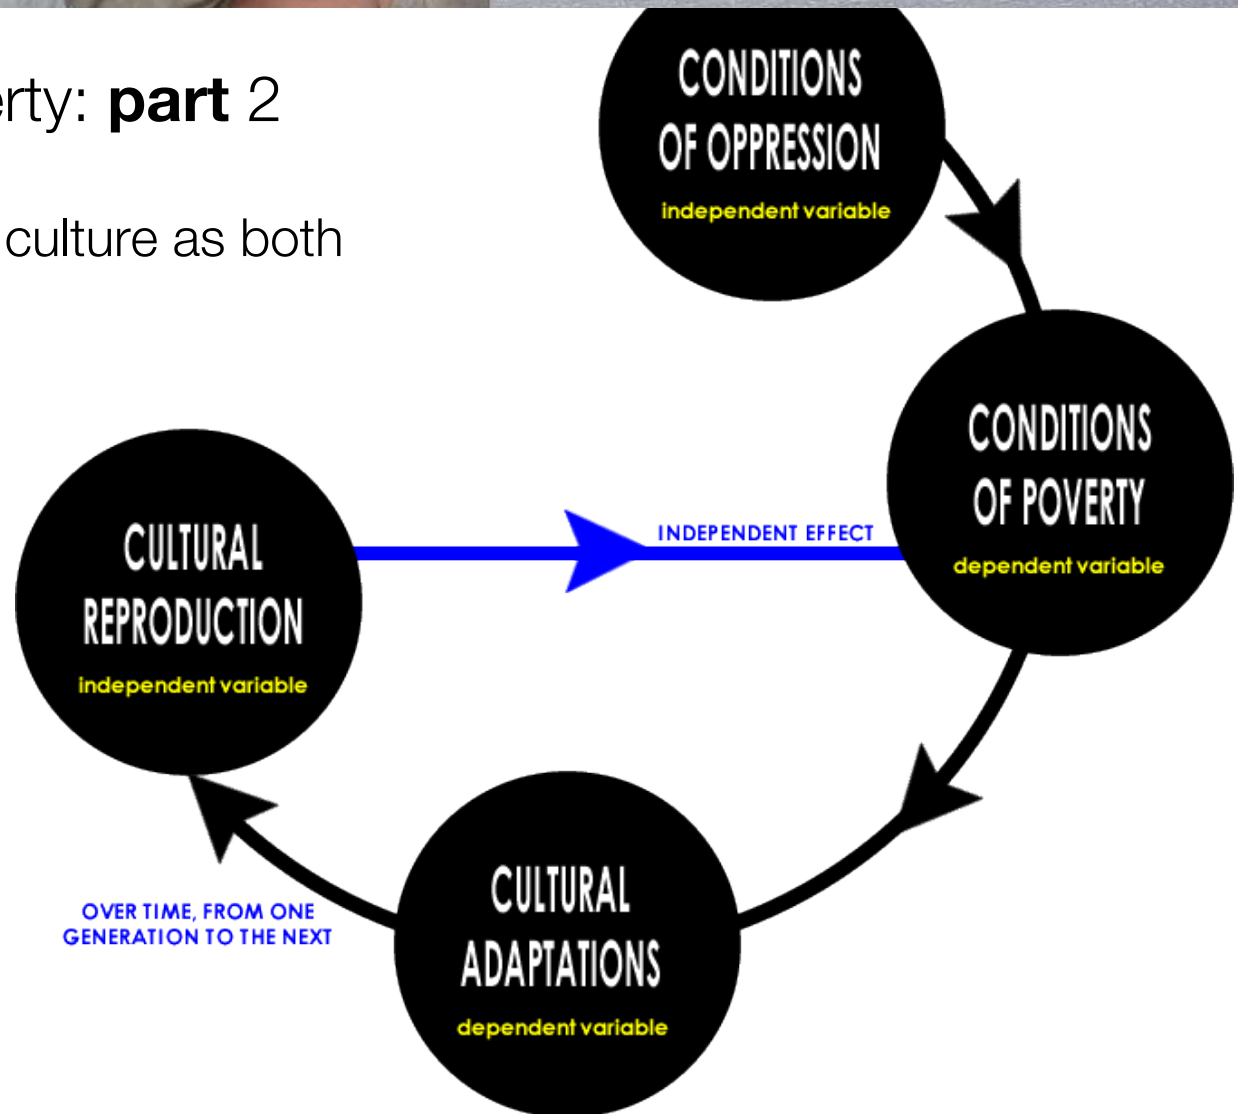 erty: part 2
culture as both
CONDITIONS
OF OPPRESSION
independent variable
CONDITIONS
OF POVERTY
dependent variable
INDEPENDENT EFFECT
CULTURAL
REPRODUCTION
independent variable
OVER TIME, FROM ONE
GENERATION TO THE NEXT
CULTURAL
ADAPTATIONS
dependent variable